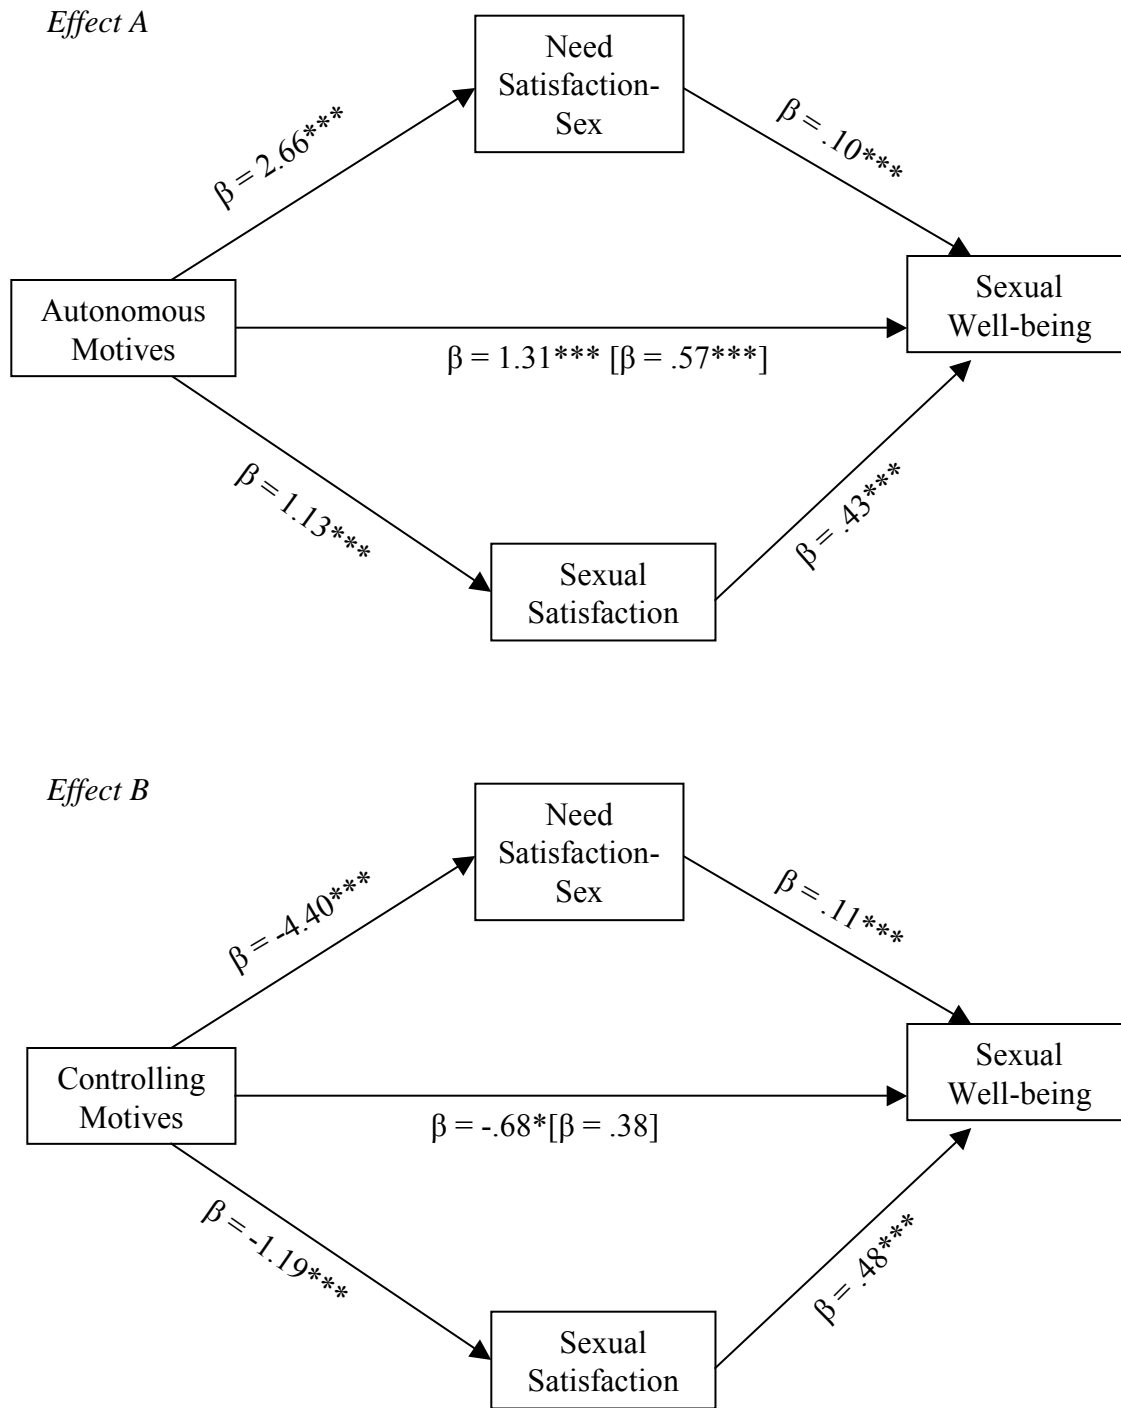 Effect A
Need
Satisfaction-
Sex
β = 2.66***
β = .10***
Autonomous
Motives
Sexual
Well-being
β = 1.31*** [β = .57***]
β = 1.13***
β = .43***
Sexual
Satisfaction
Effect B
Need
Satisfaction-
Sex
β = -4.40***
β = .11***
Controlling
Motives
Sexual
Well-being
β = -.68*[β = .38]
β = -1.19***
β = .48***
Sexual
Satisfaction